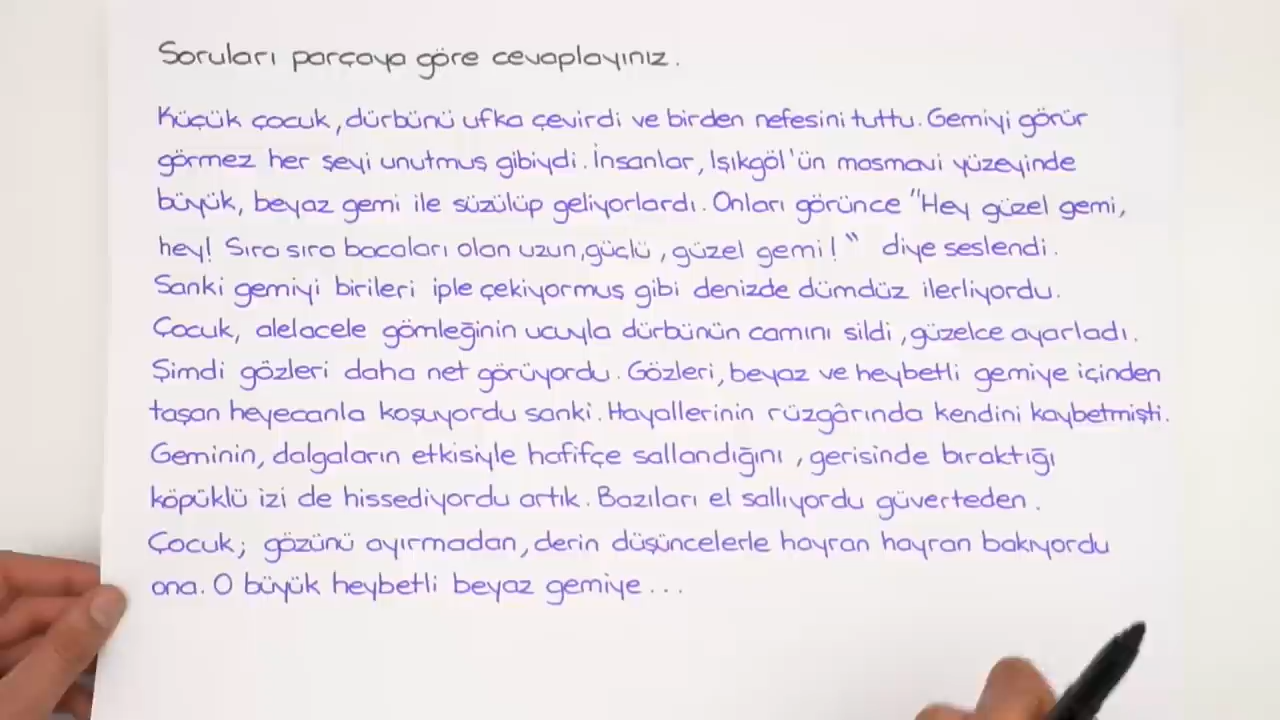 Soruları parçaya göre cevaplayınız.
Küçük çocuk, dürbünü ufka çevirdi ve birden nefesini tuttu. Gemiyi görür
görmez her şeyi unutmuş gibiydi. İnsanlar, Işıkgöl'ün masmavi yüzeyinde
büyük, beyaz gemi ile süzülüp geliyorlardı. Onları görünce "Hey güzel gemi,
hey! Sıra sıra bacaları olan uzun, güçlü, güzel gemi!" diye seslendi.
Sanki gemiyi birileri iple çekiyormuş gibi denizde dümdüz ilerliyordu.
Çocuk, alelacele gömleğinin ucuyla dürbünün camını sildi, güzelce ayarladı.
Şimdi gözleri daha net görüyordu. Gözleri, beyaz ve heybetli gemiye içinden
taşan heyecanla koşuyordu sanki. Hayallerinin rüzgârında kendini kaybetmişti.
Geminin, dalgaların etkisiyle hafifçe sallandığını, gerisinde bıraktığı
köpüklü izi de hissediyordu artık. Bazıları el sallıyordu güverteden.
Çocuk; gözünü ayırmadan, derin düşüncelerle hayran hayran bakıyordu
ona. O büyük heybetli beyaz gemiye...